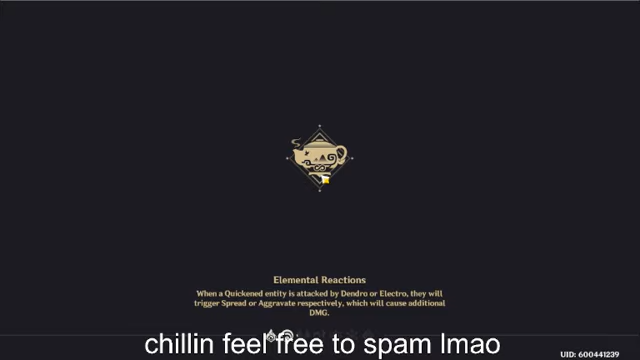 Elemental Reactions
When a Quickened entity is attacked by Dendro or Electro, they will
trigger Spread or Aggravate respectively, which will cause additional
DMG.
chillin feel free to spam lmao
UID: 600441239